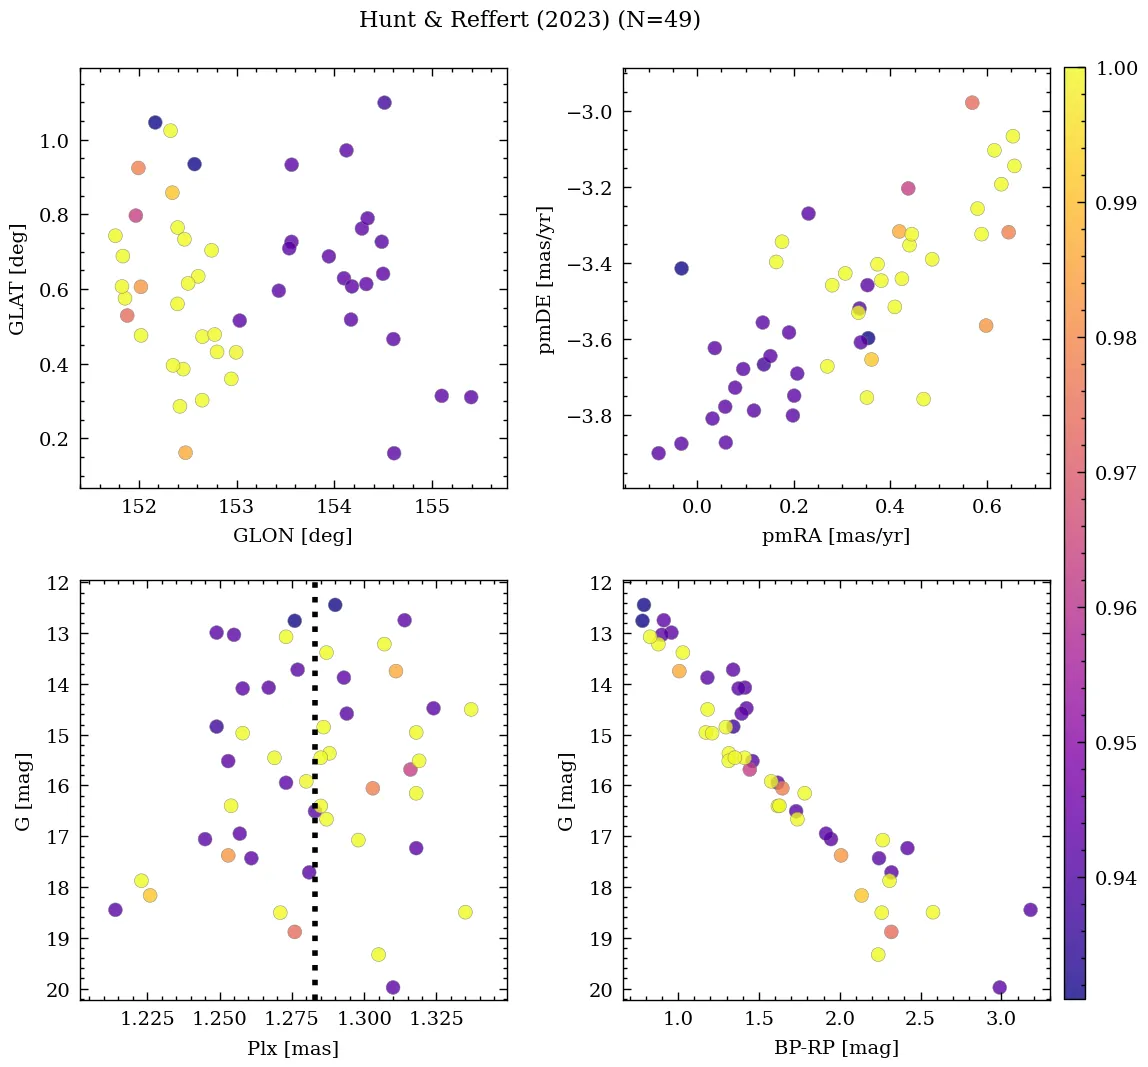 Hunt & Reffert (2023) (N=49)
1.0
0.8
0.6
0.4
0.2
GLAT [deg]
152 153 154 155
GLON [deg]
−3.0
−3.2
−3.4
−3.6
−3.8
pmDE [mas/yr]
0.0 0.2 0.4 0.6
pmRA [mas/yr]
1.00
0.99
0.98
0.97
0.96
0.95
0.94
12
13
14
15
16
17
18
19
20
G [mag]
1.225 1.250 1.275 1.300 1.325
Plx [mas]
12
13
14
15
16
17
18
19
20
G [mag]
1.0 1.5 2.0 2.5 3.0
BP-RP [mag]